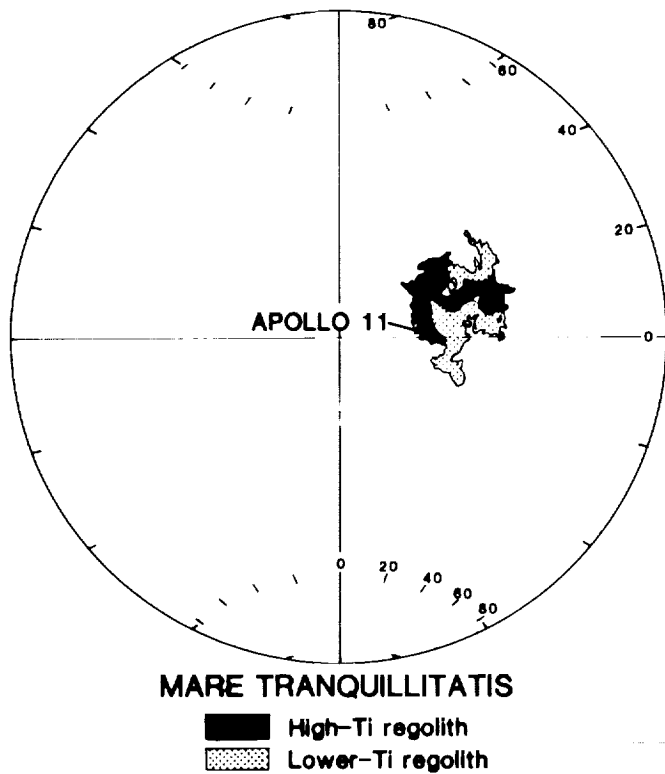 80
60
40
20
APOLLO 11
0
0
20
40
60
80
MARE TRANQUILLITATIS
High-Ti regolith
Lower-Ti regolith